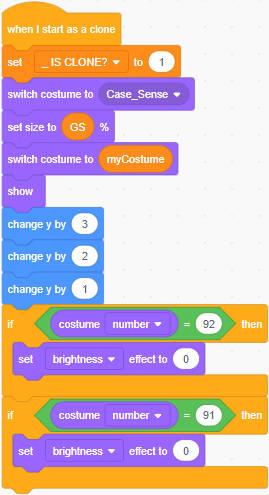 when I start as a clone
set _ IS CLONE? to 1
switch costume to Case_Sense
set size to GS %
switch costume to myCostume
show
change y by 3
change y by 2
change y by 1
if costume number = 92 then
set brightness effect to 0
if costume number = 91 then
set brightness effect to 0